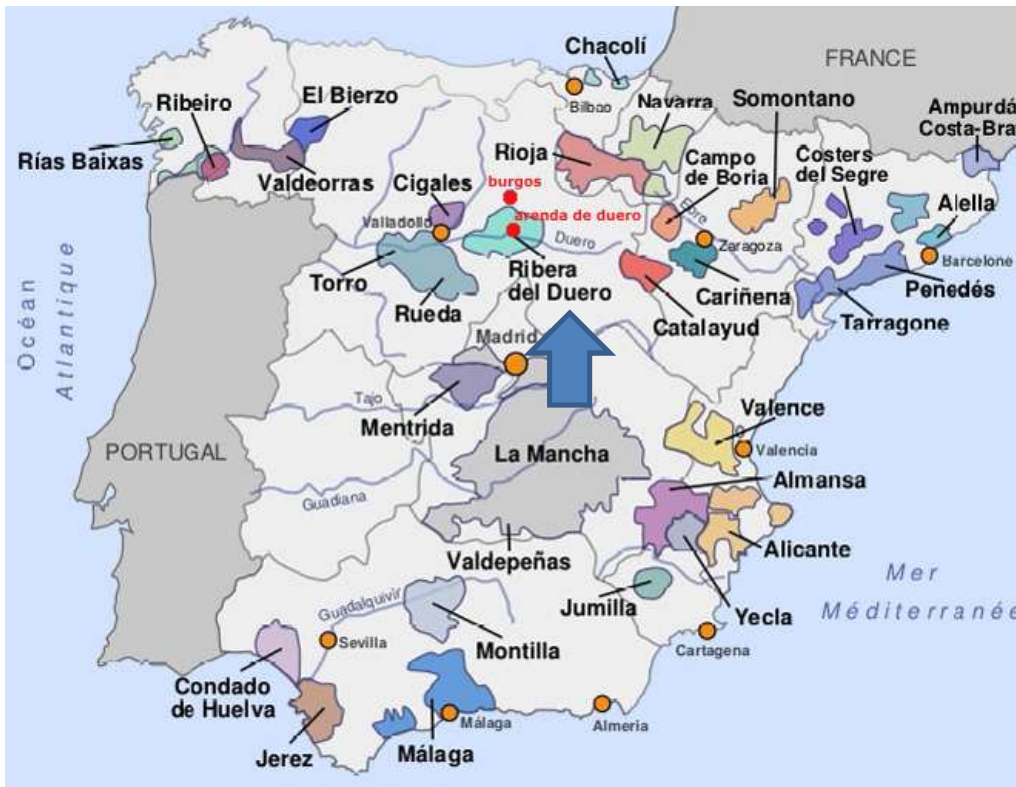 Chacolí
FRANCE
Bilbao
El Bierzo
Ribeiro
Navarra
Somontano
Ampurdá
Costa-Brav
Rías Baixas
Valdeorras
Cigales
Rioja
Campo
de Boria
Costers
del Segre
burgos
Alella
Valladolio
arenda de duero
Ebre
Duero
Zaragoza
Barcelone
Torro
Rueda
Ribera
del Duero
Cariñena
Catalayud
Penedés
Tarragone
Océan
Atlantique
Madrid
Tajo
Mentrida
Valence
Valencia
PORTUGAL
La Mancha
Almansa
Guadiana
Valdepeñas
Alicante
Mer
Méditerranée
Guadalquivir
Jumilla
Yecla
Sevilla
Montilla
Cartagena
Condado
de Huelva
Jerez
Málaga
Málaga
Almeria